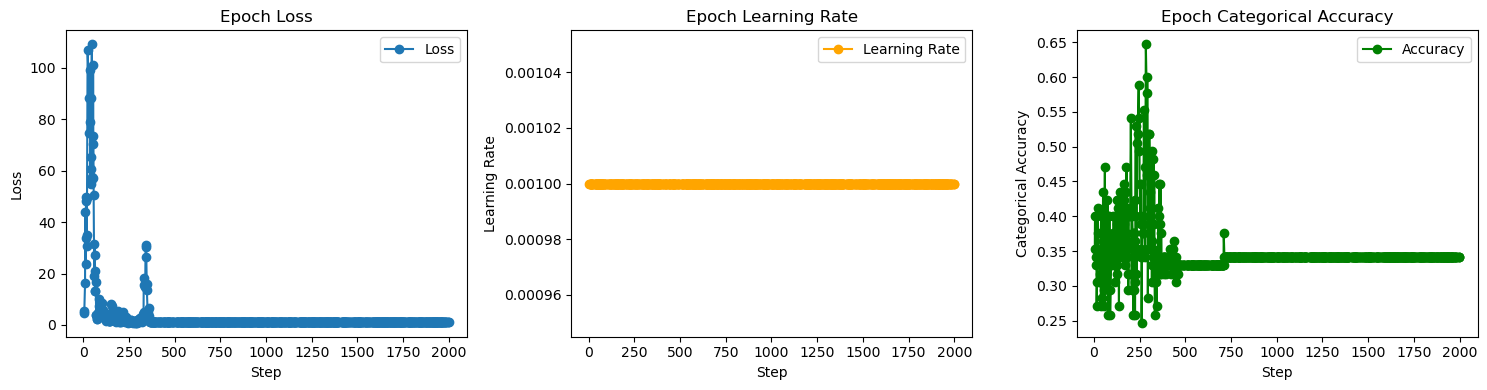 Epoch Loss
Loss
100
80
60
40
20
0
Loss
0 250 500 750 1000 1250 1500 1750 2000
Step
Epoch Learning Rate
Learning Rate
0.00104
0.00102
0.00100
0.00098
0.00096
Learning Rate
0 250 500 750 1000 1250 1500 1750 2000
Step
Epoch Categorical Accuracy
Accuracy
0.65
0.60
0.55
0.50
0.45
0.40
0.35
0.30
0.25
Categorical Accuracy
0 250 500 750 1000 1250 1500 1750 2000
Step